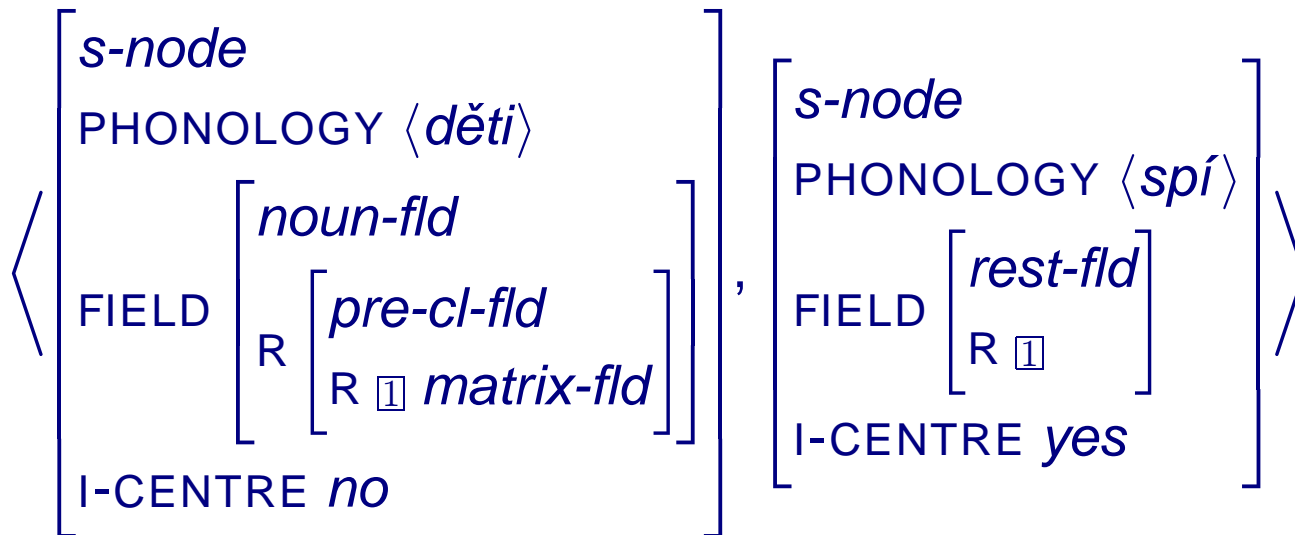 ⟨[s-node
PHONOLOGY ⟨děti⟩
FIELD [noun-fld
R [pre-cl-fld
R [1] matrix-fld]]
I-CENTRE no],
[s-node
PHONOLOGY ⟨spí⟩
FIELD [rest-fld
R [1]]
I-CENTRE yes]⟩